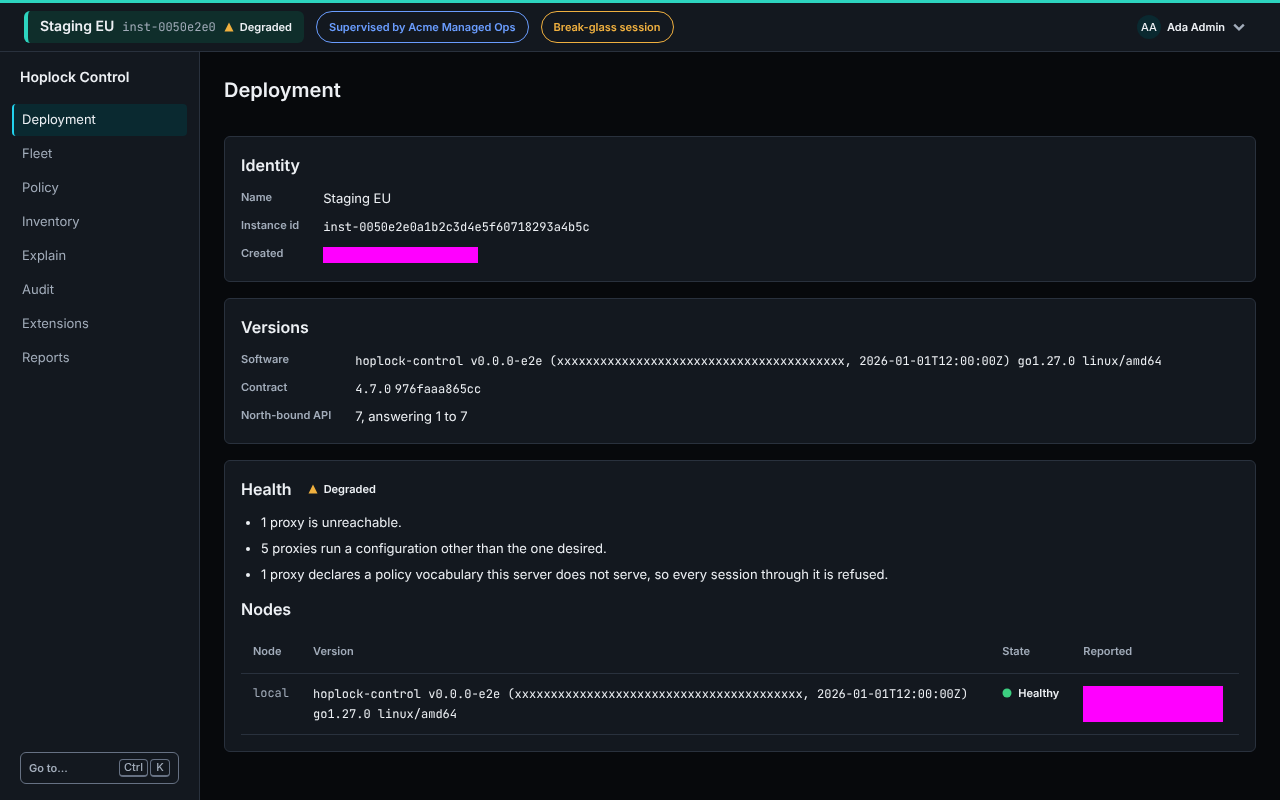 Staging EU inst-0050e2e0 Degraded Supervised by Acme Managed Ops Break-glass session AA Ada Admin
Hoplock Control
Deployment
Fleet
Policy
Inventory
Explain
Audit
Extensions
Reports
Go to... Ctrl K
Deployment
Identity
Name Staging EU
Instance id inst-0050e2e0a1b2c3d4e5f60718293a4b5c
Created
Versions
Software hoplock-control v0.0.0-e2e (xxxxxxxxxxxxxxxxxxxxxxxxxxxxxxxxxxxxxxxx, 2026-01-01T12:00:00Z) go1.27.0 linux/amd64
Contract 4.7.0 976faaa865cc
North-bound API 7, answering 1 to 7
Health Degraded
• 1 proxy is unreachable.
• 5 proxies run a configuration other than the one desired.
• 1 proxy declares a policy vocabulary this server does not serve, so every session through it is refused.
Nodes
Node Version State Reported
local hoplock-control v0.0.0-e2e (xxxxxxxxxxxxxxxxxxxxxxxxxxxxxxxxxxxxxxxx, 2026-01-01T12:00:00Z) Healthy
go1.27.0 linux/amd64